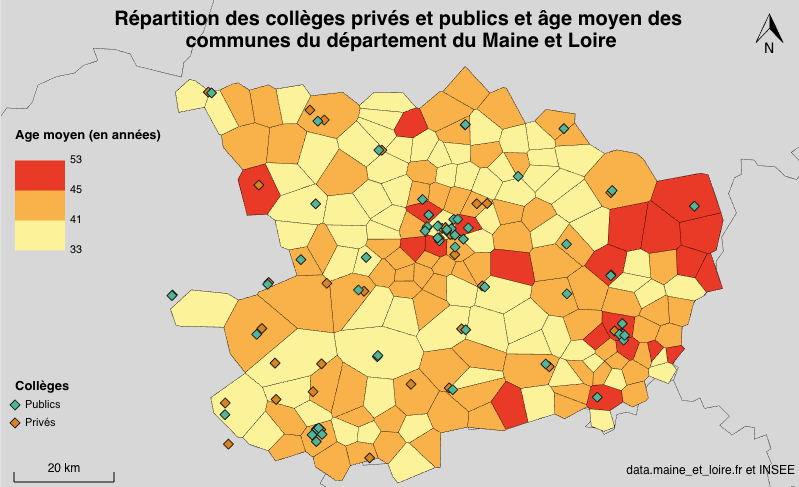 Répartition des collèges privés et publics et âge moyen des
communes du département du Maine et Loire
N
Age moyen (en années)
53
45
41
33
Collèges
Publics
Privés
20 km
data.maine_et_loire.fr et INSEE